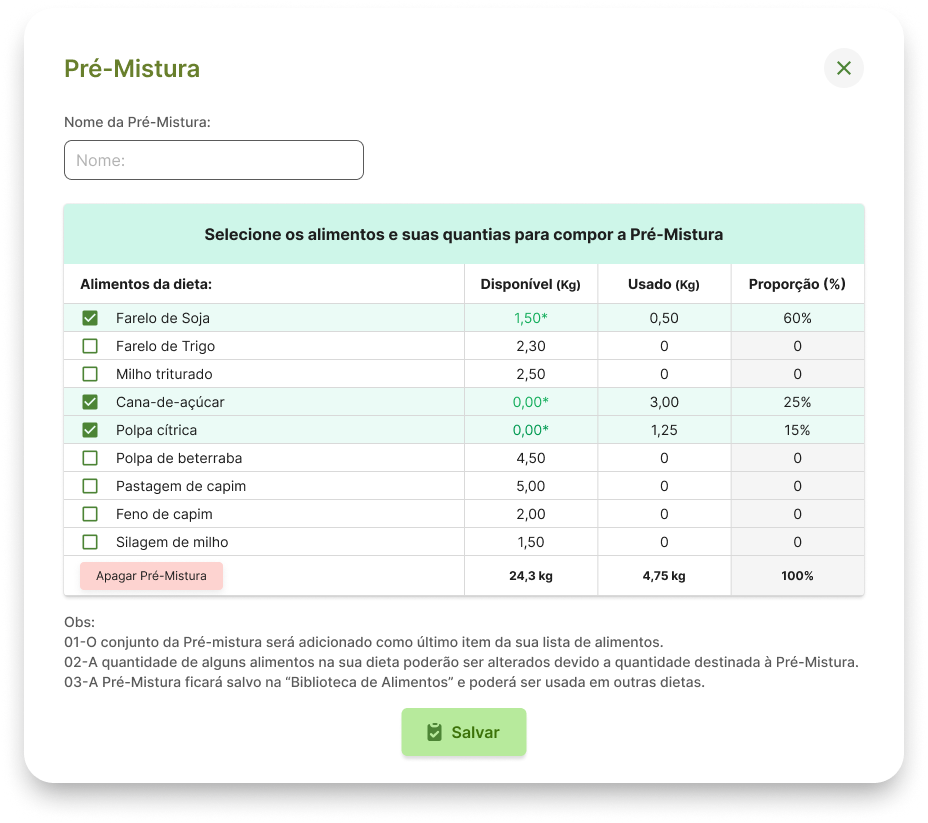 Pré-Mistura
Nome da Pré-Mistura:
Nome:
Selecione os alimentos e suas quantias para compor a Pré-Mistura
Alimentos da dieta: Disponível (Kg) Usado (Kg) Proporção (%)
Farelo de Soja 1,50* 0,50 60%
Farelo de Trigo 2,30 0 0
Milho triturado 2,50 0 0
Cana-de-açúcar 0,00* 3,00 25%
Polpa cítrica 0,00* 1,25 15%
Polpa de beterraba 4,50 0 0
Pastagem de capim 5,00 0 0
Feno de capim 2,00 0 0
Silagem de milho 1,50 0 0
Apagar Pré-Mistura 24,3 kg 4,75 kg 100%
Obs:
01-O conjunto da Pré-mistura será adicionado como último item da sua lista de alimentos.
02-A quantidade de alguns alimentos na sua dieta poderão ser alterados devido a quantidade destinada à Pré-Mistura.
03-A Pré-Mistura ficará salvo na “Biblioteca de Alimentos” e poderá ser usada em outras dietas.
Salvar